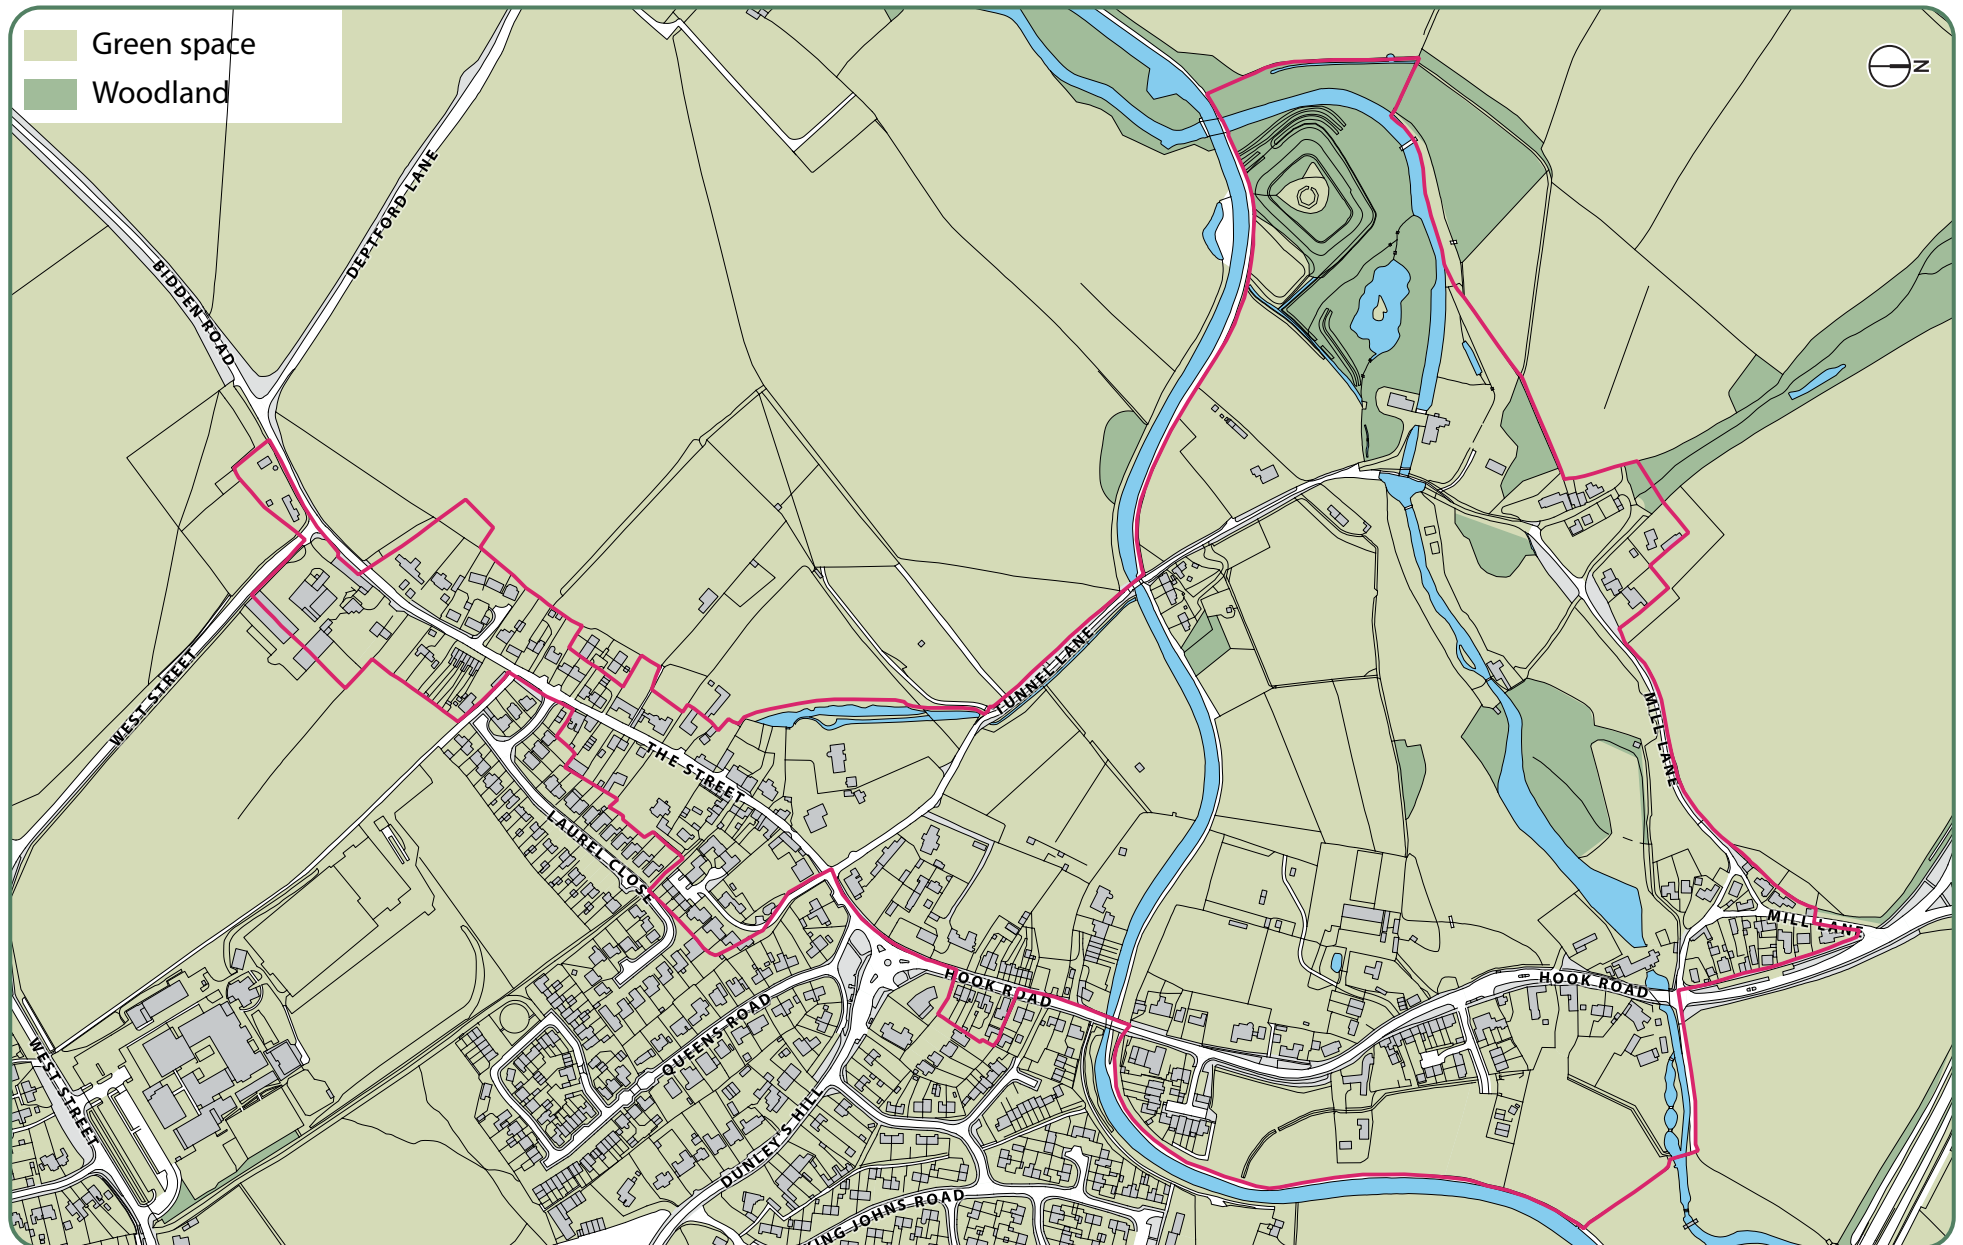 Green space
Woodland
N
BIDDEN ROAD
DEPTFORD LANE
WEST STREET
TUNNEL LANE
THE STREET
LAUREL CLOSE
MILL LANE
MILL LANE
HOOK ROAD
HOOK ROAD
QUEENS ROAD
DUNLEY'S HILL
KING JOHNS ROAD
WEST STREET